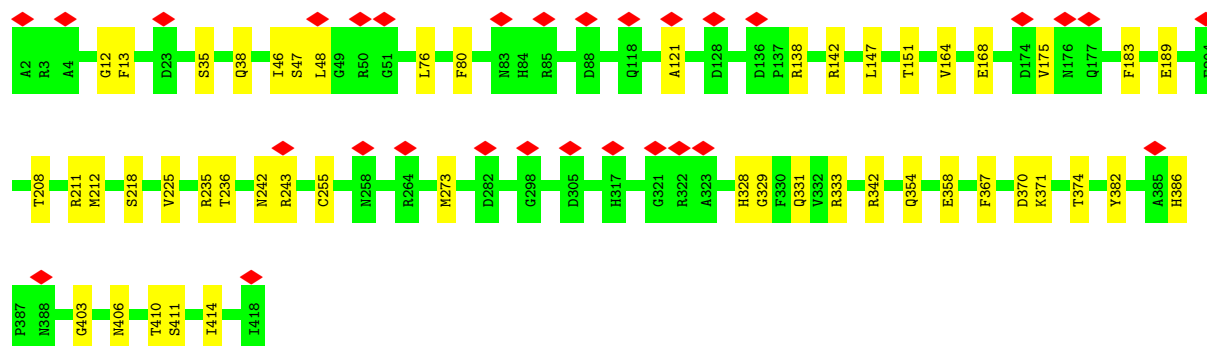 A2 R3 A4 G12 F13 D23 S35 Q38 I46 S47 L48 G49 R50 G51 L76 F80 N83 H84 R85 D88 Q118 A121 D128 D136 P137 R138 R142 L147 T151 V164 E168 D174 V175 N176 Q177 F183 E189
T208 R211 M212 S218 V225 R235 T236 N242 R243 C255 N258 R264 M273 D282 G298 D305 H317 G321 R322 A323 H328 G329 F330 Q331 V332 R333 R342 Q354 E358 F367 D370 K371 T374 Y382 A385 H386
P387 N388 G403 N406 T410 S411 I414 I418